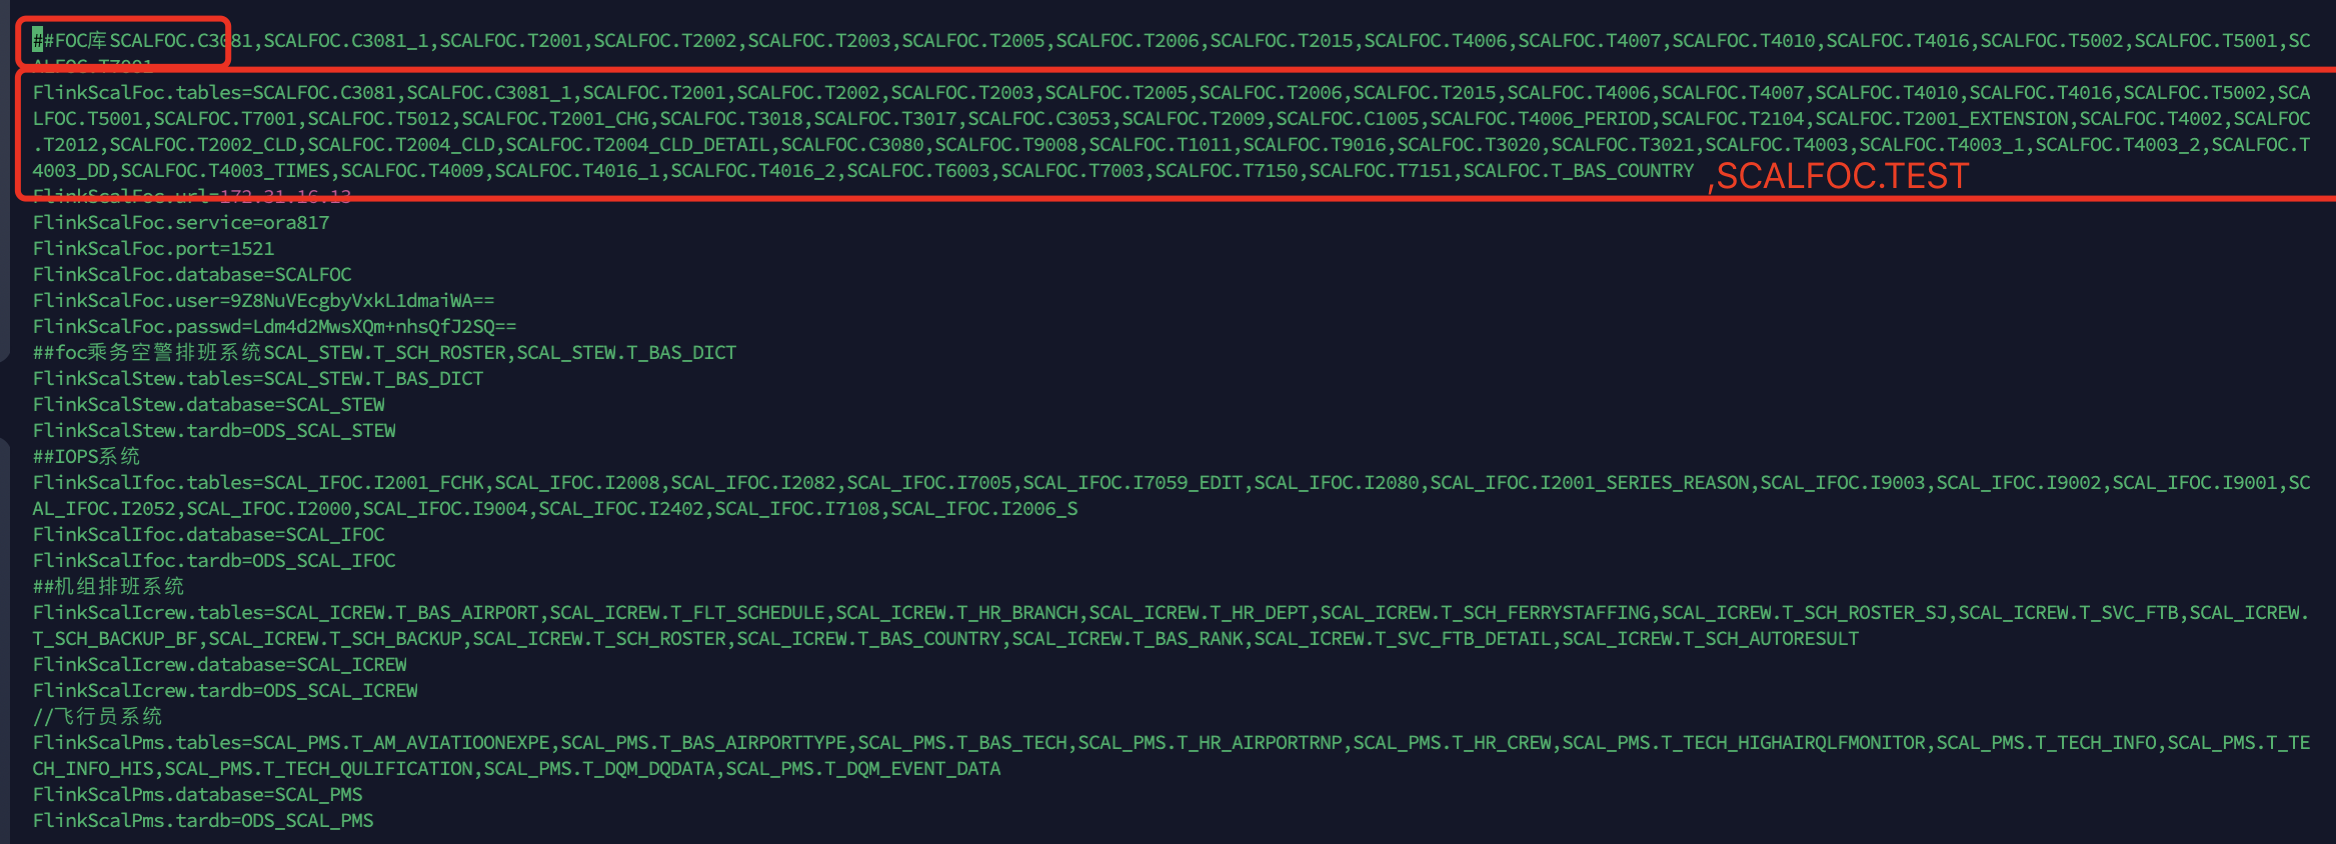 ##FOC库SCALFOC.C3081,SCALFOC.C3081_1,SCALFOC.T2001,SCALFOC.T2002,SCALFOC.T2003,SCALFOC.T2005,SCALFOC.T2006,SCALFOC.T2015,SCALFOC.T4006,SCALFOC.T4007,SCALFOC.T4010,SCALFOC.T4016,SCALFOC.T5002,SCALFOC.T5001,SC
ALFOC.T7001
FlinkScalFoc.tables=SCALFOC.C3081,SCALFOC.C3081_1,SCALFOC.T2001,SCALFOC.T2002,SCALFOC.T2003,SCALFOC.T2005,SCALFOC.T2006,SCALFOC.T2015,SCALFOC.T4006,SCALFOC.T4007,SCALFOC.T4010,SCALFOC.T4016,SCALFOC.T5002,SCA
LFOC.T5001,SCALFOC.T7001,SCALFOC.T5012,SCALFOC.T2001_CHG,SCALFOC.T3018,SCALFOC.T3017,SCALFOC.C3053,SCALFOC.T2009,SCALFOC.C1005,SCALFOC.T4006_PERIOD,SCALFOC.T2104,SCALFOC.T2001_EXTENSION,SCALFOC.T4002,SCALFOC
.T2012,SCALFOC.T2002_CLD,SCALFOC.T2004_CLD,SCALFOC.T2004_CLD_DETAIL,SCALFOC.C3080,SCALFOC.T9008,SCALFOC.T1011,SCALFOC.T9016,SCALFOC.T3020,SCALFOC.T3021,SCALFOC.T4003,SCALFOC.T4003_1,SCALFOC.T4003_2,SCALFOC.T
4003_DD,SCALFOC.T4003_TIMES,SCALFOC.T4009,SCALFOC.T4016_1,SCALFOC.T4016_2,SCALFOC.T6003,SCALFOC.T7003,SCALFOC.T7150,SCALFOC.T7151,SCALFOC.T_BAS_COUNTRY ,SCALFOC.TEST
FlinkScalFoc.url=172.31.16.13
FlinkScalFoc.service=ora817
FlinkScalFoc.port=1521
FlinkScalFoc.database=SCALFOC
FlinkScalFoc.user=9Z8NuVEcgbyVxkL1dmaiWA==
FlinkScalFoc.passwd=Ldm4d2MwsXQm+nhsQfJ2SQ==
##foc乘务空警排班系统SCAL_STEW.T_SCH_ROSTER,SCAL_STEW.T_BAS_DICT
FlinkScalStew.tables=SCAL_STEW.T_BAS_DICT
FlinkScalStew.database=SCAL_STEW
FlinkScalStew.tardb=ODS_SCAL_STEW
##IOPS系统
FlinkScalIfoc.tables=SCAL_IFOC.I2001_FCHK,SCAL_IFOC.I2008,SCAL_IFOC.I2082,SCAL_IFOC.I7005,SCAL_IFOC.I7059_EDIT,SCAL_IFOC.I2080,SCAL_IFOC.I2001_SERIES_REASON,SCAL_IFOC.I9003,SCAL_IFOC.I9002,SCAL_IFOC.I9001,SC
AL_IFOC.I2052,SCAL_IFOC.I2000,SCAL_IFOC.I9004,SCAL_IFOC.I2402,SCAL_IFOC.I7108,SCAL_IFOC.I2006_S
FlinkScalIfoc.database=SCAL_IFOC
FlinkScalIfoc.tardb=ODS_SCAL_IFOC
##机组排班系统
FlinkScalIcrew.tables=SCAL_ICREW.T_BAS_AIRPORT,SCAL_ICREW.T_FLT_SCHEDULE,SCAL_ICREW.T_HR_BRANCH,SCAL_ICREW.T_HR_DEPT,SCAL_ICREW.T_SCH_FERRYSTAFFING,SCAL_ICREW.T_SCH_ROSTER_SJ,SCAL_ICREW.T_SVC_FTB,SCAL_ICREW.
T_SCH_BACKUP_BF,SCAL_ICREW.T_SCH_BACKUP,SCAL_ICREW.T_SCH_ROSTER,SCAL_ICREW.T_BAS_COUNTRY,SCAL_ICREW.T_BAS_RANK,SCAL_ICREW.T_SVC_FTB_DETAIL,SCAL_ICREW.T_SCH_AUTORESULT
FlinkScalIcrew.database=SCAL_ICREW
FlinkScalIcrew.tardb=ODS_SCAL_ICREW
//飞行员系统
FlinkScalPms.tables=SCAL_PMS.T_AM_AVIATIOONEXPE,SCAL_PMS.T_BAS_AIRPORTTYPE,SCAL_PMS.T_BAS_TECH,SCAL_PMS.T_HR_AIRPORTRNP,SCAL_PMS.T_HR_CREW,SCAL_PMS.T_TECH_HIGHAIRQLFMONITOR,SCAL_PMS.T_TECH_INFO,SCAL_PMS.T_TE
CH_INFO_HIS,SCAL_PMS.T_TECH_QULIFICATION,SCAL_PMS.T_DQM_DQDATA,SCAL_PMS.T_DQM_EVENT_DATA
FlinkScalPms.database=SCAL_PMS
FlinkScalPms.tardb=ODS_SCAL_PMS